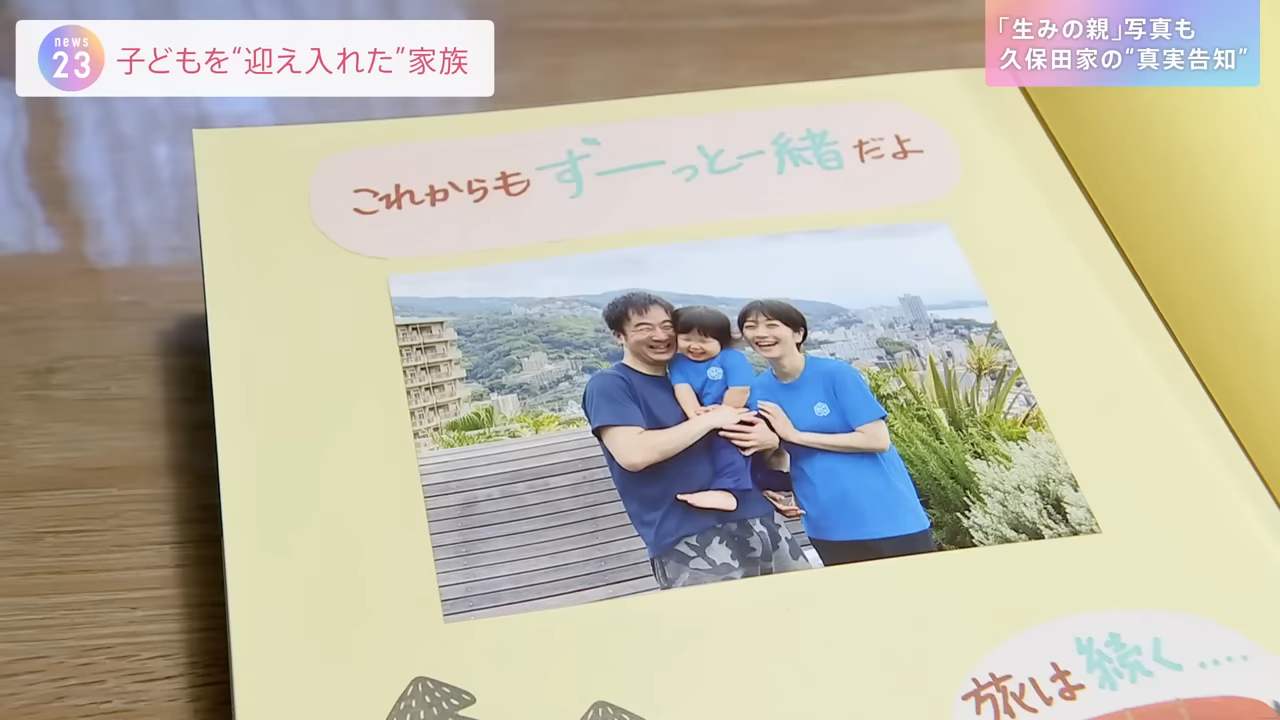 news
23
子どもを“迎え入れた”家族
「生みの親」写真も
久保田家の“真実告知”
これからもずーっと一緒だよ
旅は続く‥‥